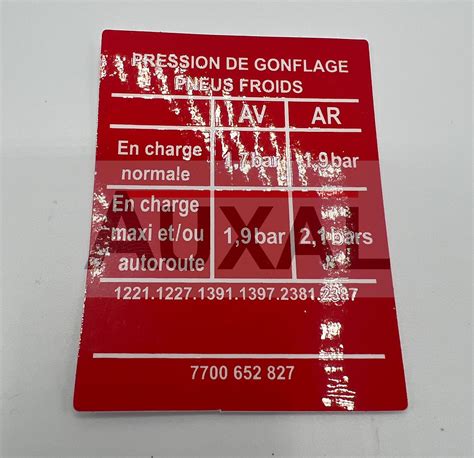 PRESSION DE GONFLAGE
PNEUS FROIDS
AV AR
En charge normale 1,7 bar 1,9 bar
En charge maxi et/ou autoroute 1,9 bar 2,1 bars
AUXAL
1221.1227.1391.1397.2381.2387
7700 652 827